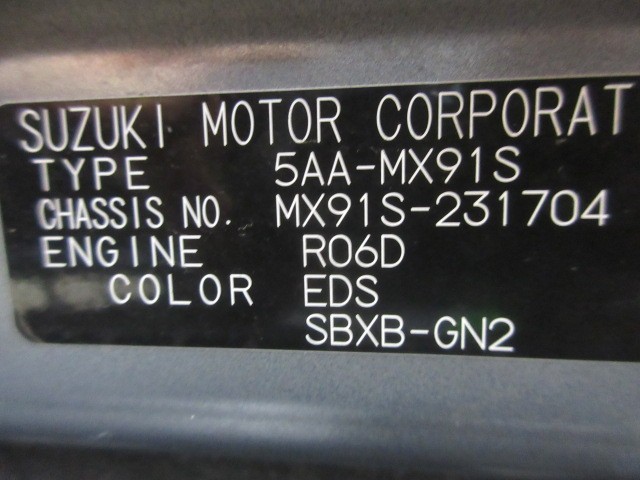 SUZUKI MOTOR CORPORAT
TYPE 5AA-MX91S
CHASSIS NO. MX91S-231704
ENGINE R06D
COLOR EDS
SBXB-GN2